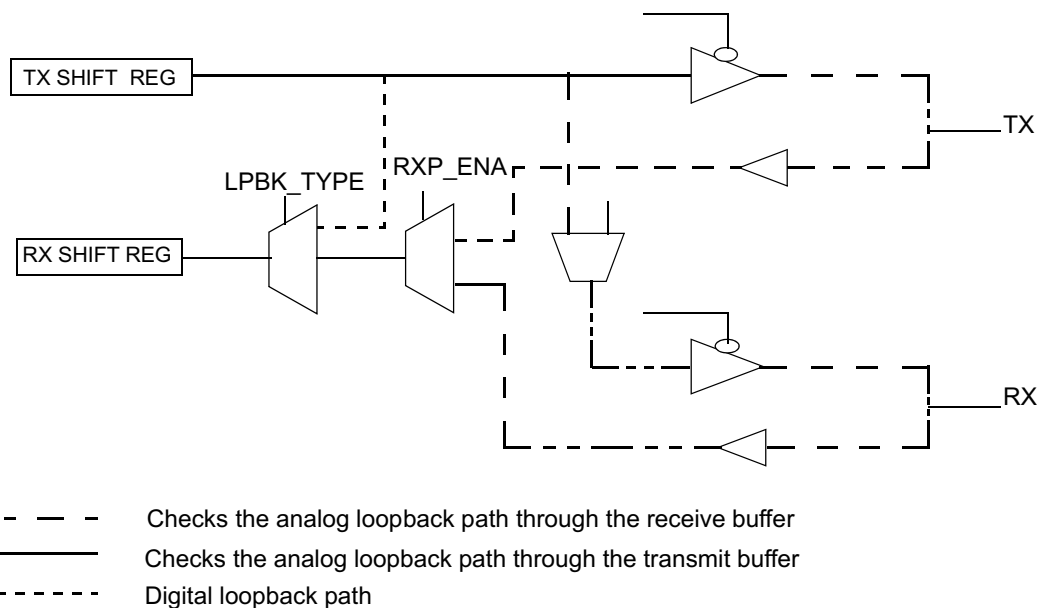 TX SHIFT REG
TX
RXP_ENA
LPBK_TYPE
RX SHIFT REG
RX
Checks the analog loopback path through the receive buffer
Checks the analog loopback path through the transmit buffer
Digital loopback path